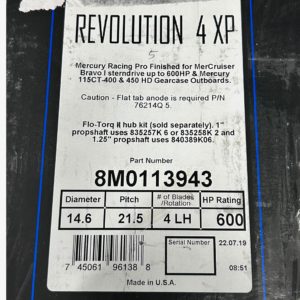 REVOLUTION 4 XP
Mercury Racing Pro Finished for MerCruiser
Bravo I sterndrive up to 600HP & Mercury
115CT-400 & 450 HD Gearcase Outboards.
Caution - Flat tab anode is required P/N
76214Q 5.
Flo-Torq II hub kit (sold separately). 1"
propshaft uses 835257K 6 or 835258K 2 and
1.25" propshaft uses 840389K06.
Part Number
8M0113943
Diameter Pitch # of Blades /Rotation HP Rating
14.6 21.5 4 LH 600
Serial Number 22.07.19
7 45061 96138 8
08:51
Made in U.S.A.